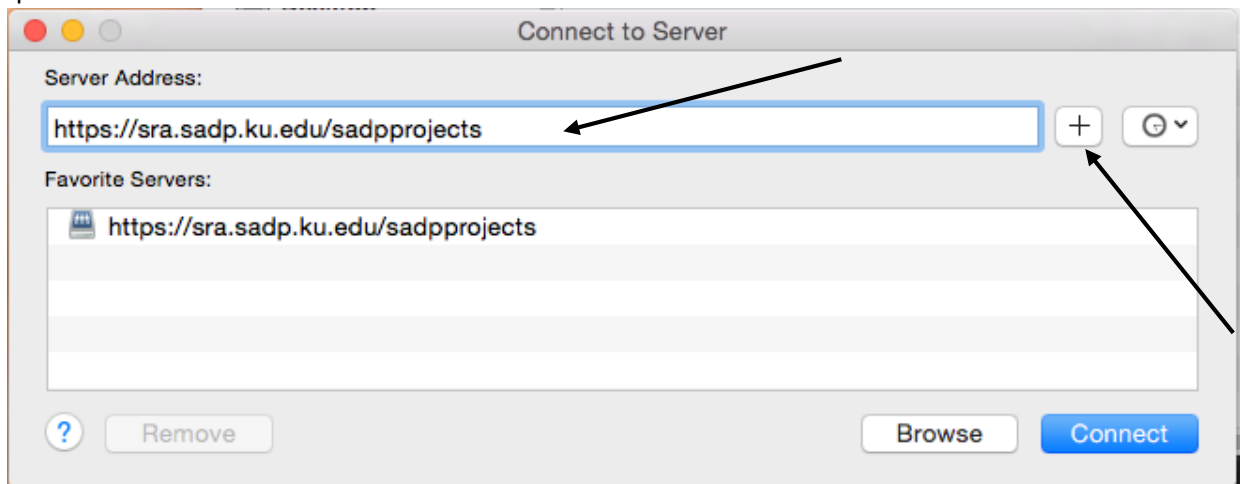 Connect to Server
Server Address:
https://sra.sadp.ku.edu/sadpprojects
+
Favorite Servers:
https://sra.sadp.ku.edu/sadpprojects
? Remove Browse Connect